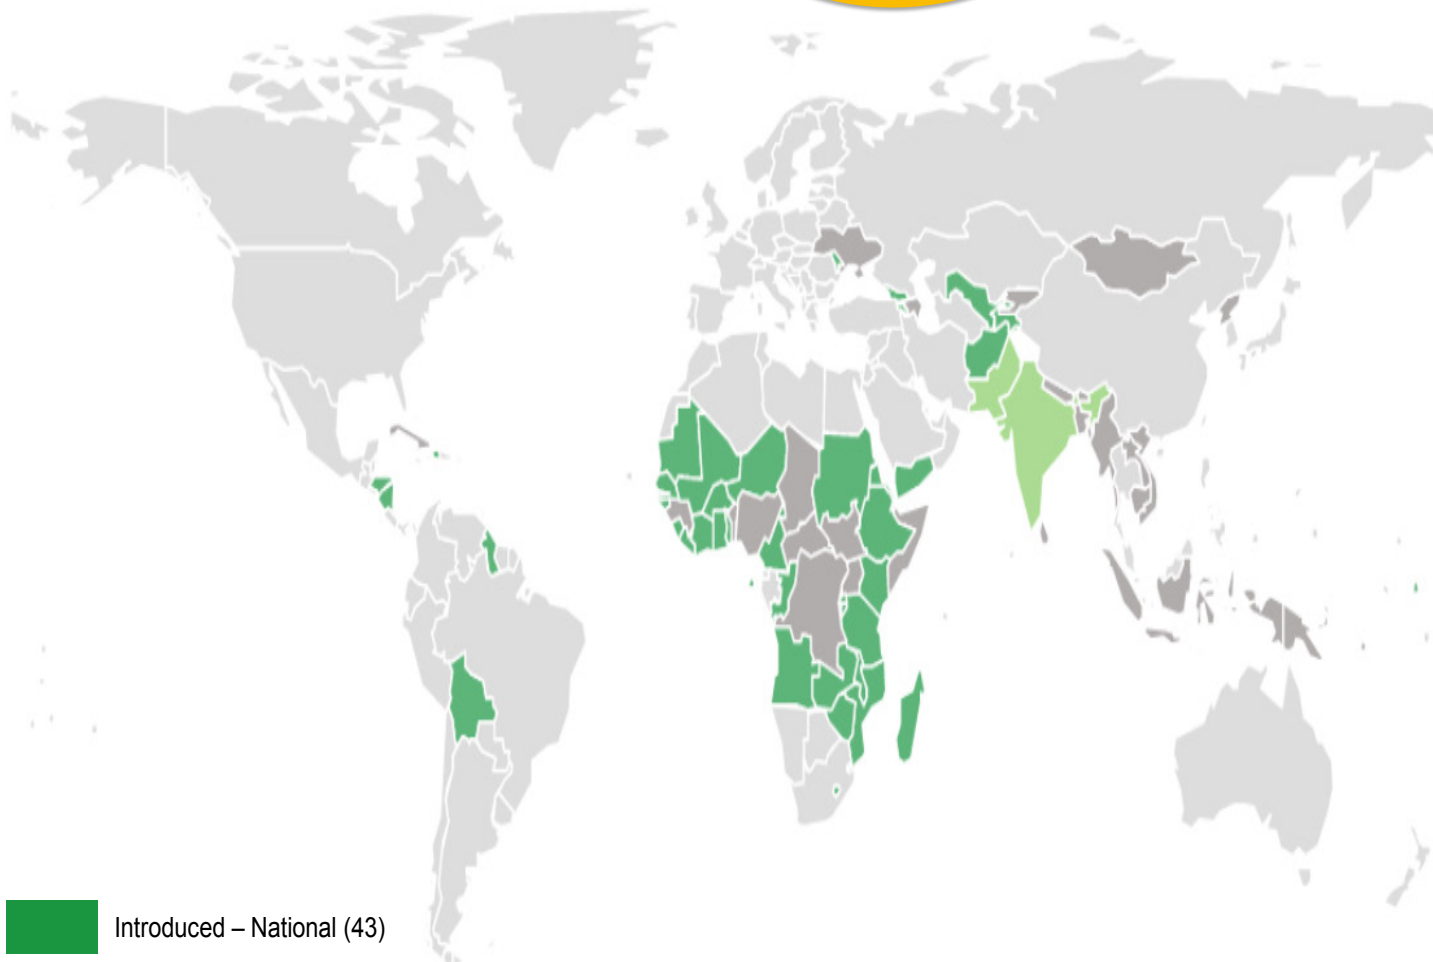 Introduced – National (43)